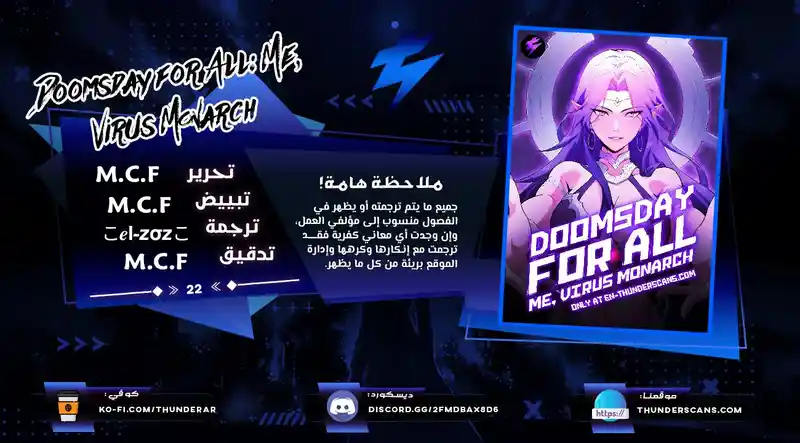 DOOMSDAY FOR ALL: ME,
VIRUS MONARCH
تحرير M.C.F
تبييض M.C.F
ترجمة ـel-zozـ
تدقيق M.C.F
22
ملاحظة هامة!
جميع ما يتم ترجمته أو يظهر في
الفصول منسوب إلى مؤلفي العمل،
وإن وجدت أي معاني كفرية فقد
ترجمت مع إنكارها وكرهها وإدارة
الموقع بريئة من كل ما يظهر.
DOOMSDAY
FOR ALL
ME, VIRUS MONARCH
ONLY AT EN-THUNDERSCANS.COM
كوفي:
KO-FI.COM/THUNDERAR
ديسكورد:
DISCORD.GG/2FMDBAX8D6
موقعنا:
https://
THUNDERSCANS.COM